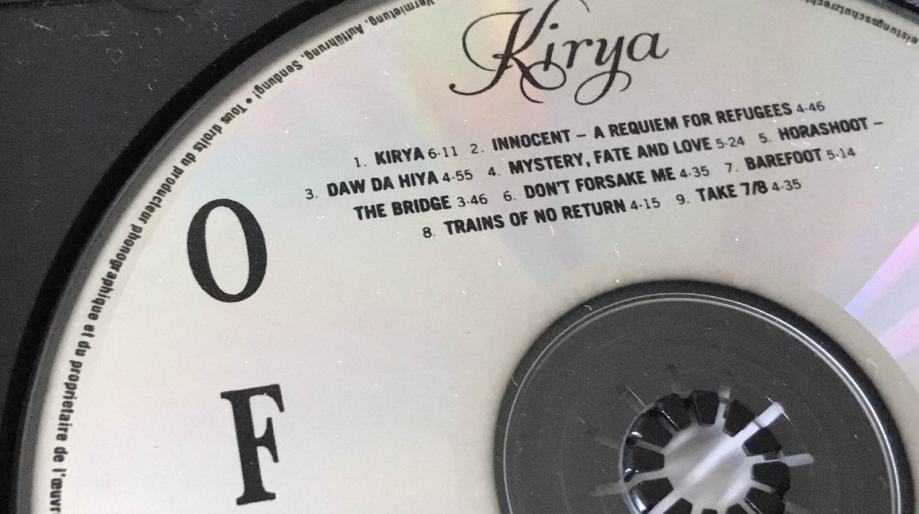 Kirya
1. KIRYA 6·11 2. INNOCENT – A REQUIEM FOR REFUGEES 4·46
3. DAW DA HIYA 4·55 4. MYSTERY, FATE AND LOVE 5·24 5. HORASHOOT –
THE BRIDGE 3·46 6. DON'T FORSAKE ME 4·35 7. BAREFOOT 5·14
8. TRAINS OF NO RETURN 4·15 9. TAKE 7/8 4·35
O
F
Vermietung, Aufführung, Sendung! • Tous droits du producteur phonographique et du propriétaire de l'œuvr